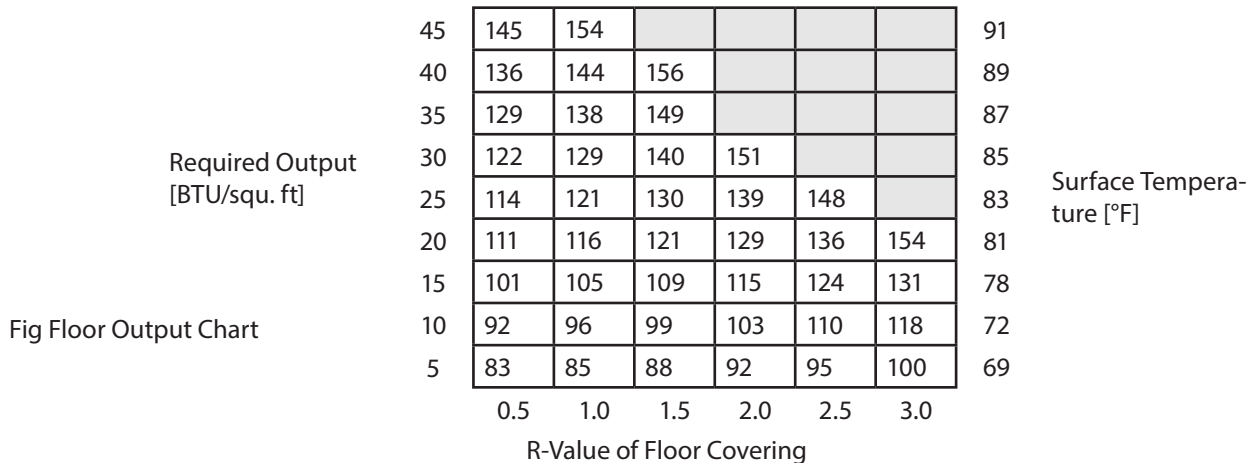 45 145 154 91
40 136 144 156 89
35 129 138 149 87
Required Output
[BTU/squ. ft]
30 122 129 140 151 85
25 114 121 130 139 148 83
Surface Tempera-
ture [°F]
20 111 116 121 129 136 154 81
15 101 105 109 115 124 131 78
Fig Floor Output Chart
10 92 96 99 103 110 118 72
5 83 85 88 92 95 100 69
0.5 1.0 1.5 2.0 2.5 3.0
R-Value of Floor Covering